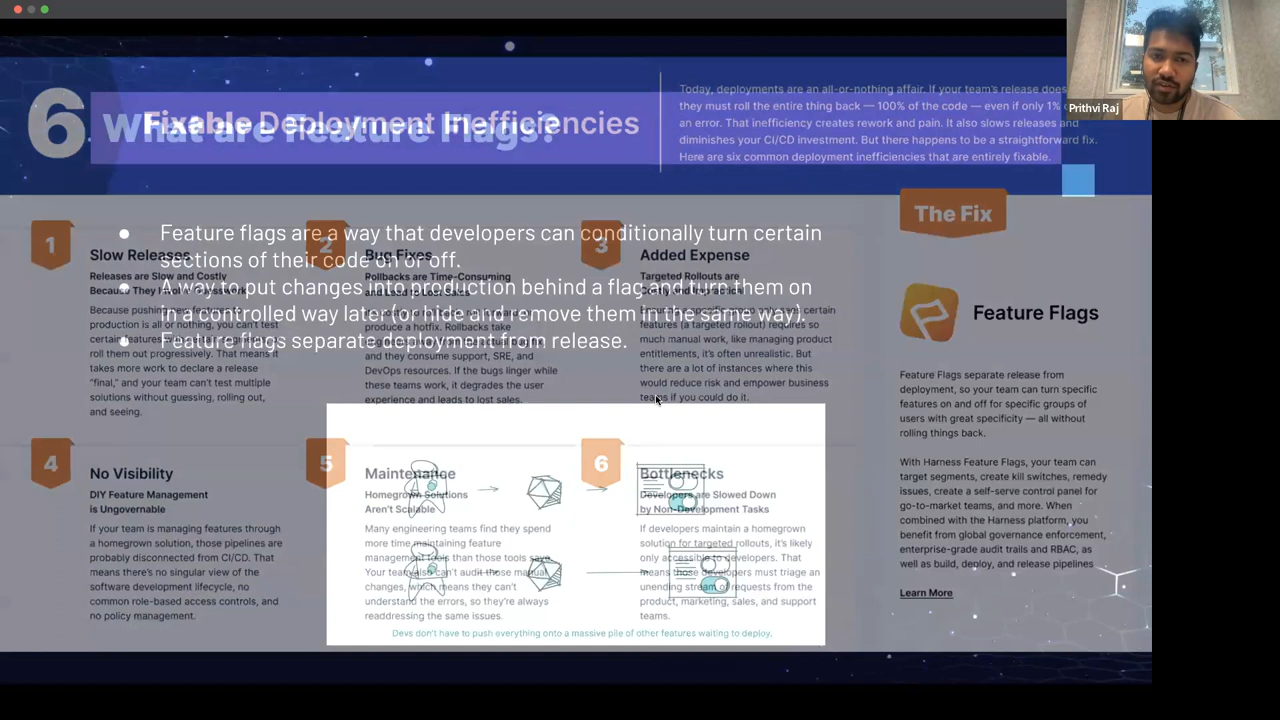 Prithvi Raj
6
Fixable Deployment Inefficiencies
What are Feature Flags?
Today, deployments are an all-or-nothing affair. If your team's release does
they must roll the entire thing back — 100% of the code — even if only 1%
an error. That inefficiency creates rework and pain. It also slows releases and
diminishes your CI/CD investment. But there happens to be a straightforward fix.
Here are six common deployment inefficiencies that are entirely fixable.
● Feature flags are a way that developers can conditionally turn certain
sections of their code on or off.
● A way to put changes into production behind a flag and turn them on
in a controlled way later (or hide and remove them in the same way).
● Feature flags separate deployment from release.
1
Slow Releases
Releases are Slow and Costly
Because They
Because
production is all or nothing, you can't test
certain
roll them out progressively. That means it
takes more work to declare a release
"final," and your team can't test multiple
solutions without guessing, rolling out,
and seeing.
2
Bug Fixes
Rollbacks are Time-Consuming
and Lead to Lost Sales
produce a hotfix. Rollbacks take
and they consume support, SRE, and
DevOps resources. If the bugs linger while
these teams work, it degrades the user
experience and leads to lost sales.
3
Added Expense
Targeted Rollouts are
certain
features (a targeted rollout) requires so
much manual work, like managing product
entitlements, it's often unrealistic. But
there are a lot of instances where this
would reduce risk and empower business
teams if you could do it.
4
No Visibility
DIY Feature Management
is Ungovernable
If your team is managing features through
a homegrown solution, those pipelines are
probably disconnected from CI/CD. That
means there's no singular view of the
software development lifecycle, no
common role-based access controls, and
no policy management.
5
Maintenance
Homegrown Solutions
Aren't Scalable
Many engineering teams find they spend
more time maintaining feature
management tools than those tools save.
Your team also can't audit those manual
changes, which means they can't
understand the errors, so they're always
readdressing the same issues.
6
Bottlenecks
Developers are Slowed Down
by Non-Development Tasks
If developers maintain a homegrown
solution for targeted rollouts, it's likely
only accessible to developers. That
means those developers must triage an
unending stream of requests from the
product, marketing, sales, and support
teams.
Devs don't have to push everything onto a massive pile of other features waiting to deploy,
The Fix
Feature Flags
Feature Flags separate release from
deployment, so your team can turn specific
features on and off for specific groups of
users with great specificity — all without
rolling things back.
With Harness Feature Flags, your team can
target segments, create kill switches, remedy
issues, create a self-serve control panel for
go-to-market teams, and more. When
combined with the Harness platform, you
benefit from global governance enforcement,
enterprise-grade audit trails and RBAC, as
well as build, deploy, and release pipelines
Learn More